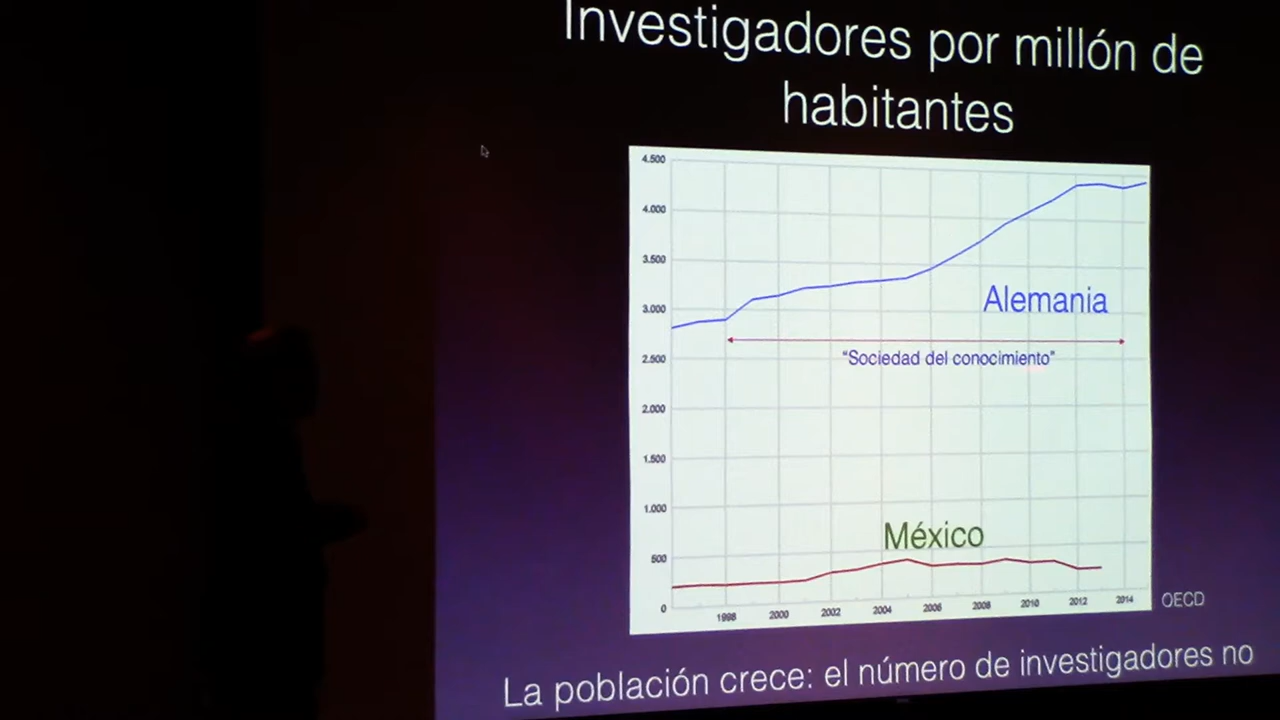 Investigadores por millón de
habitantes
4.500
4.000
3.500
3.000
2.500
2.000
1.500
1.000
500
0
Alemania
“Sociedad del conocimiento”
México
1998 2000 2002 2004 2006 2008 2010 2012 2014
OECD
La población crece: el número de investigadores no